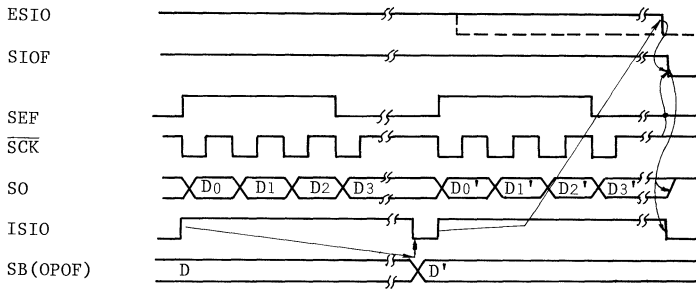 ESIO
SIOF
SEF
SCK
SO D0 D1 D2 D3 D0' D1' D2' D3'
ISIO
SB(OPOF) D D'